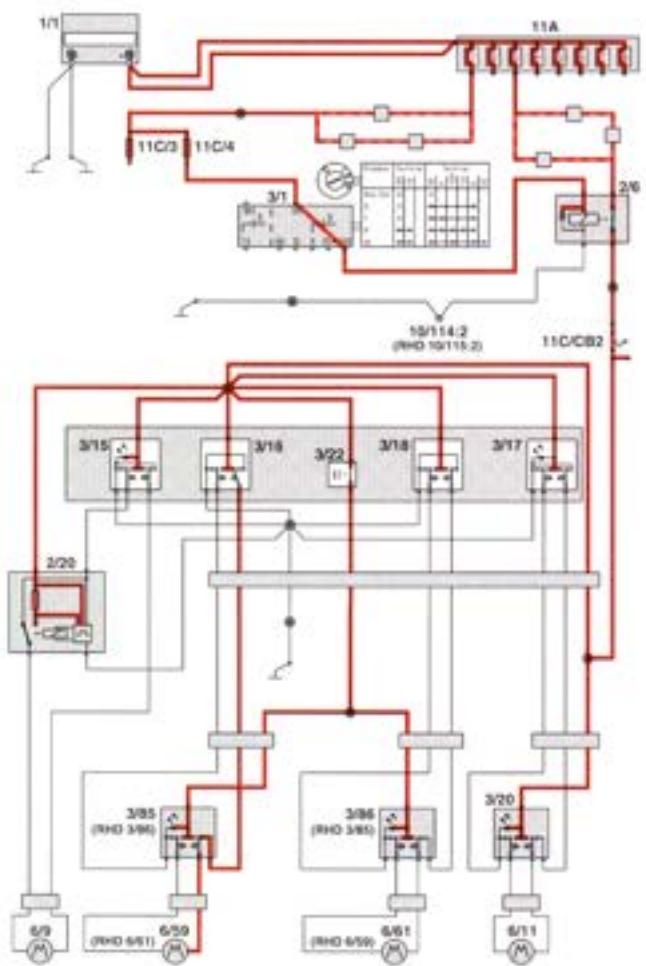 1/1
11A
11C/3
11C/4
3/1
2/6
10/114:2
(RHD 10/115:2)
11C/CB2
3/15
3/16
3/22
3/18
3/17
2/20
3/85
(RHD 3/86)
3/86
(RHD 3/85)
3/20
6/9
6/59
(RHD 6/61)
6/61
(RHD 6/59)
6/11